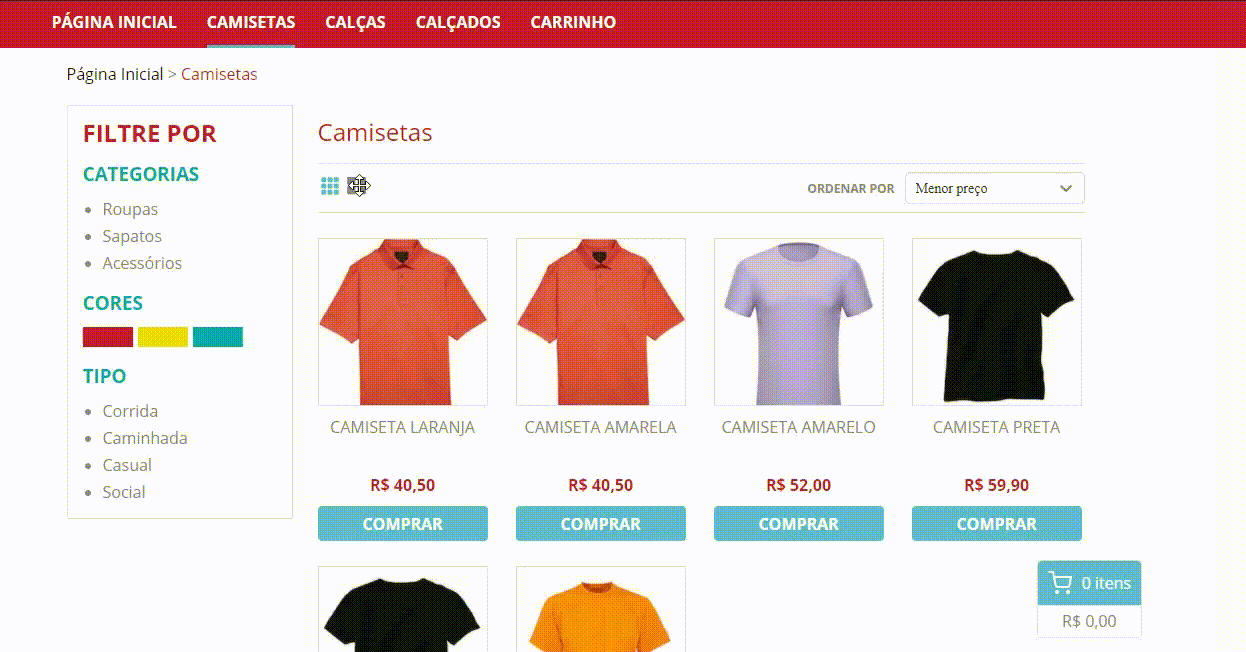 PÁGINA INICIAL CAMISETAS CALÇAS CALÇADOS CARRINHO
Página Inicial > Camisetas
FILTRE POR
CATEGORIAS
Roupas
Sapatos
Acessórios
CORES
TIPO
Corrida
Caminhada
Casual
Social
Camisetas
ORDENAR POR Menor preço
CAMISETA LARANJA CAMISETA AMARELA CAMISETA AMARELO CAMISETA PRETA
R$ 40,50 R$ 40,50 R$ 52,00 R$ 59,90
COMPRAR COMPRAR COMPRAR COMPRAR
0 itens
R$ 0,00